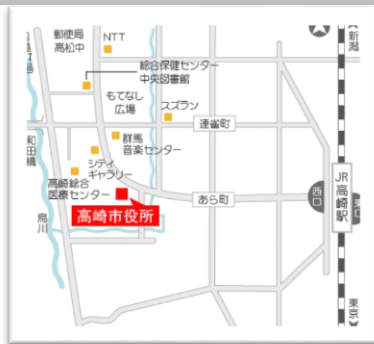 郵便局
高松中
NTT
新潟
総合保健センター
中央図書館
もてなし
広場
スズラン
連雀町
和田橋
群馬
音楽センター
シティ
ギャラリー
高崎総合
医療センター
あら町
西口
JR
高崎駅
東口
烏川
高崎市役所
東京